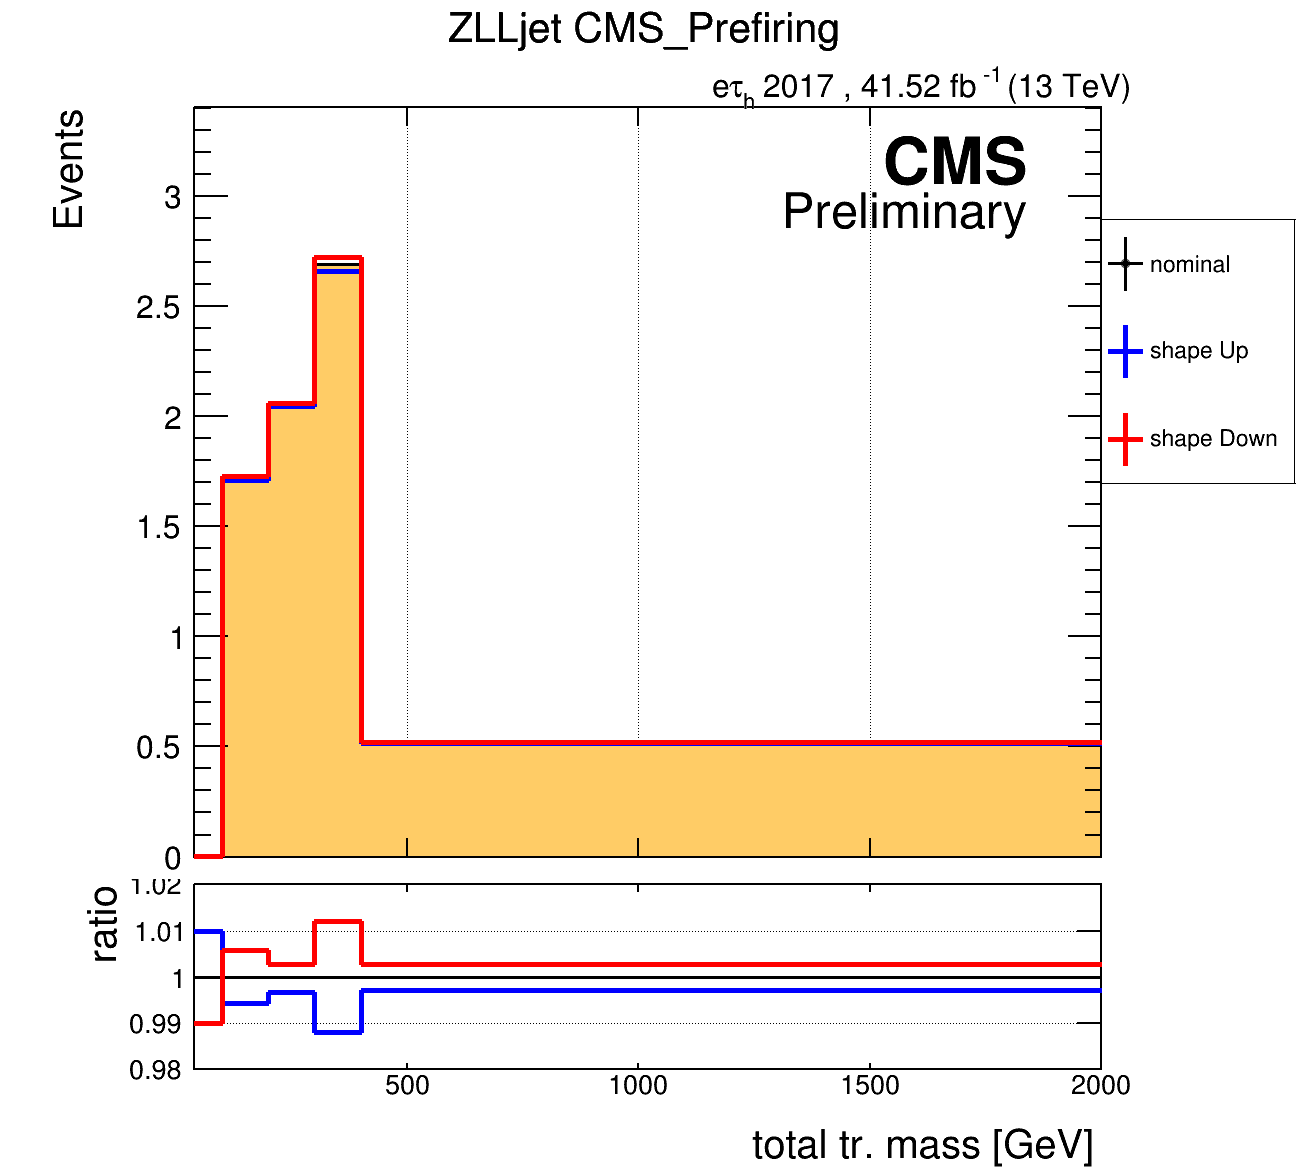 ZLLjet CMS_Prefiring
eτh 2017 , 41.52 fb -1 (13 TeV)
Events
CMS
Preliminary
3
2.5
2
1.5
1
0.5
0
nominal
shape Up
shape Down
ratio
1.02
1.01
1
0.99
0.98
500 1000 1500 2000
total tr. mass [GeV]